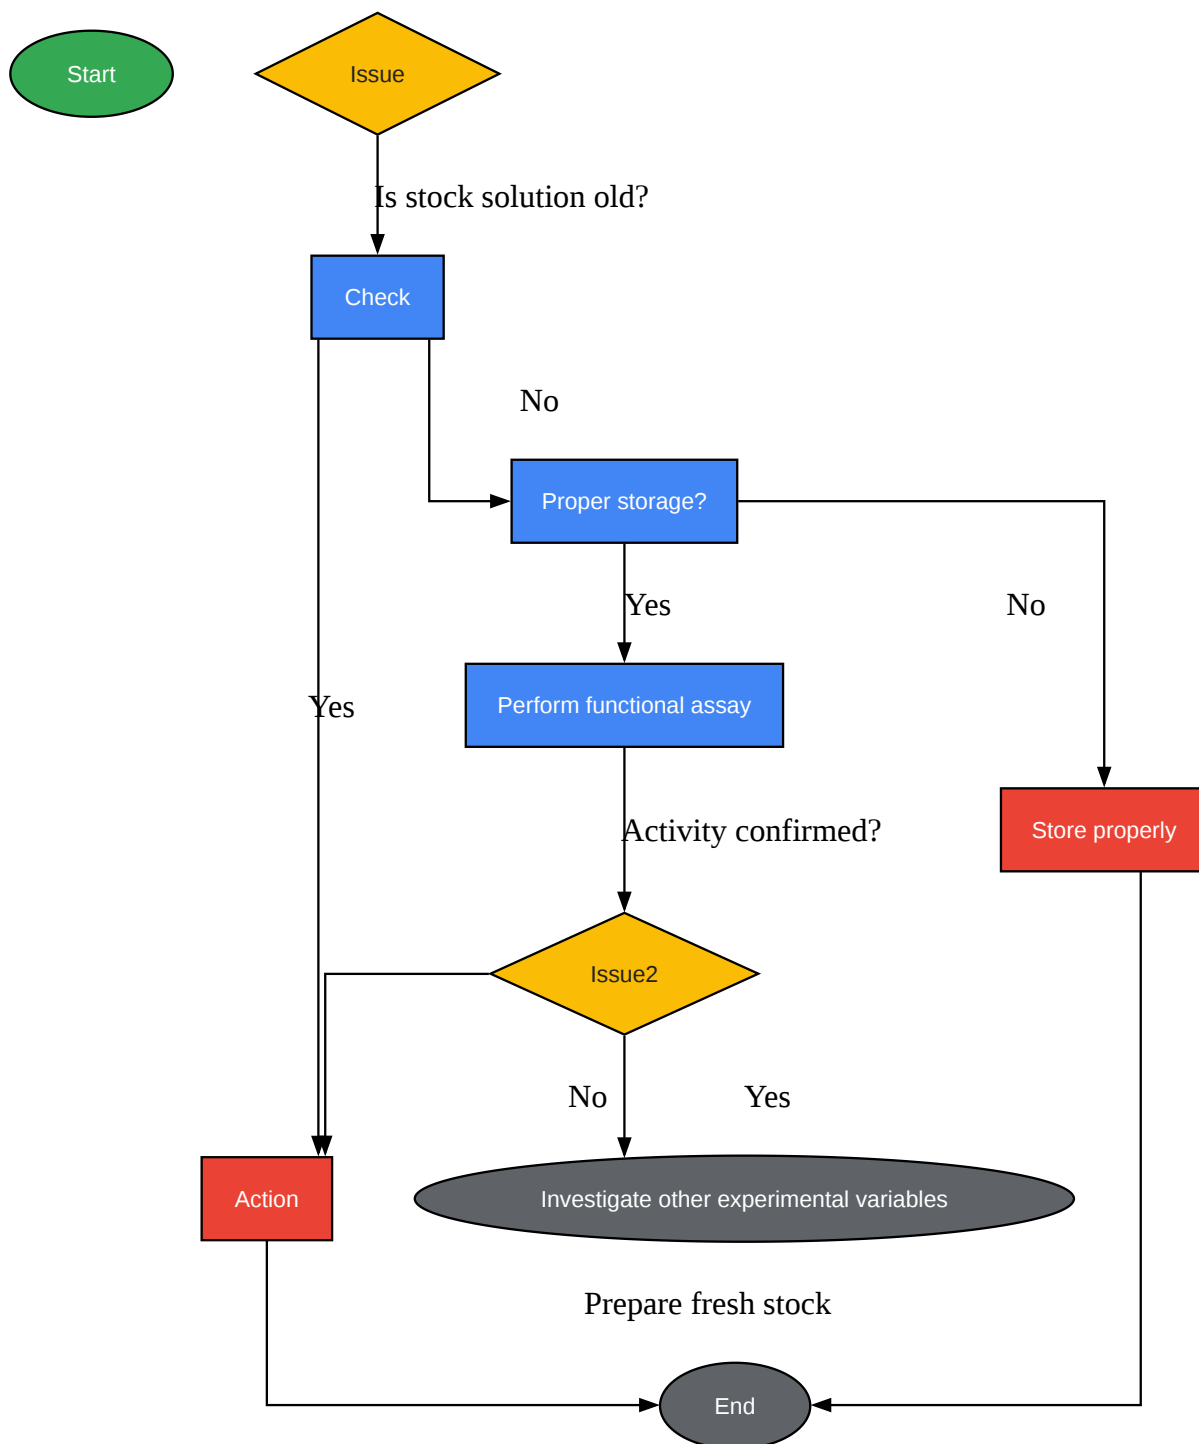 Start
Issue
Is stock solution old?
Check
No
Proper storage?
Yes
No
Perform functional assay
Yes
Activity confirmed?
Store properly
Issue2
No
Yes
Action
Investigate other experimental variables
Prepare fresh stock
End